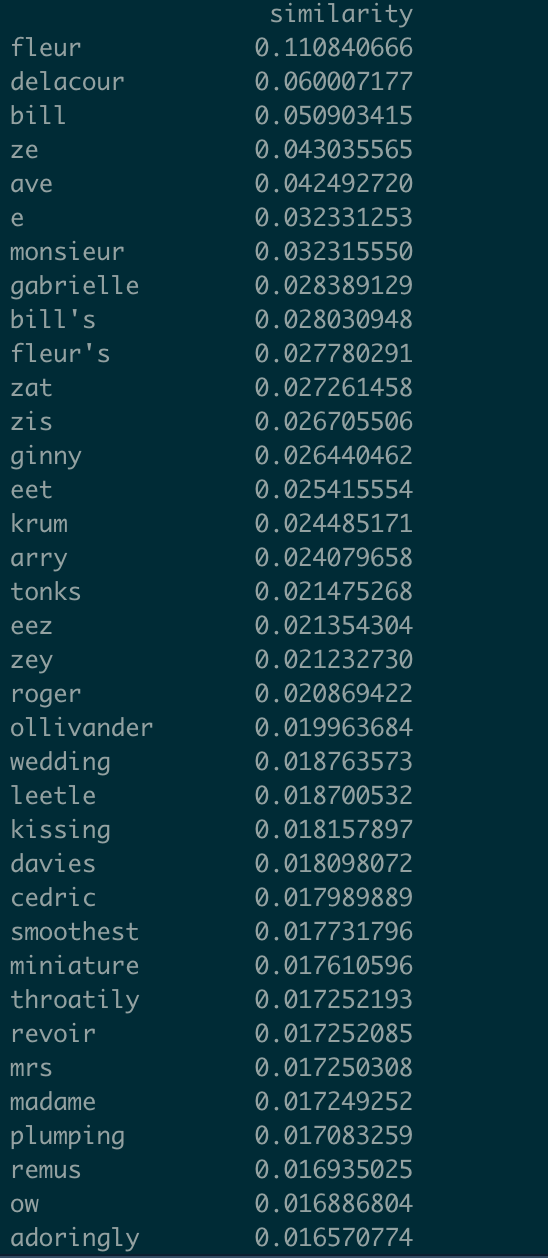 similarity
fleur 0.110840666
delacour 0.060007177
bill 0.050903415
ze 0.043035565
ave 0.042492720
e 0.032331253
monsieur 0.032315550
gabrielle 0.028389129
bill's 0.028030948
fleur's 0.027780291
zat 0.027261458
zis 0.026705506
ginny 0.026440462
eet 0.025415554
krum 0.024485171
arry 0.024079658
tonks 0.021475268
eez 0.021354304
zey 0.021232730
roger 0.020869422
ollivander 0.019963684
wedding 0.018763573
leetle 0.018700532
kissing 0.018157897
davies 0.018098072
cedric 0.017989889
smoothest 0.017731796
miniature 0.017610596
throatily 0.017252193
revoir 0.017252085
mrs 0.017250308
madame 0.017249252
plumping 0.017083259
remus 0.016935025
ow 0.016886804
adoringly 0.016570774